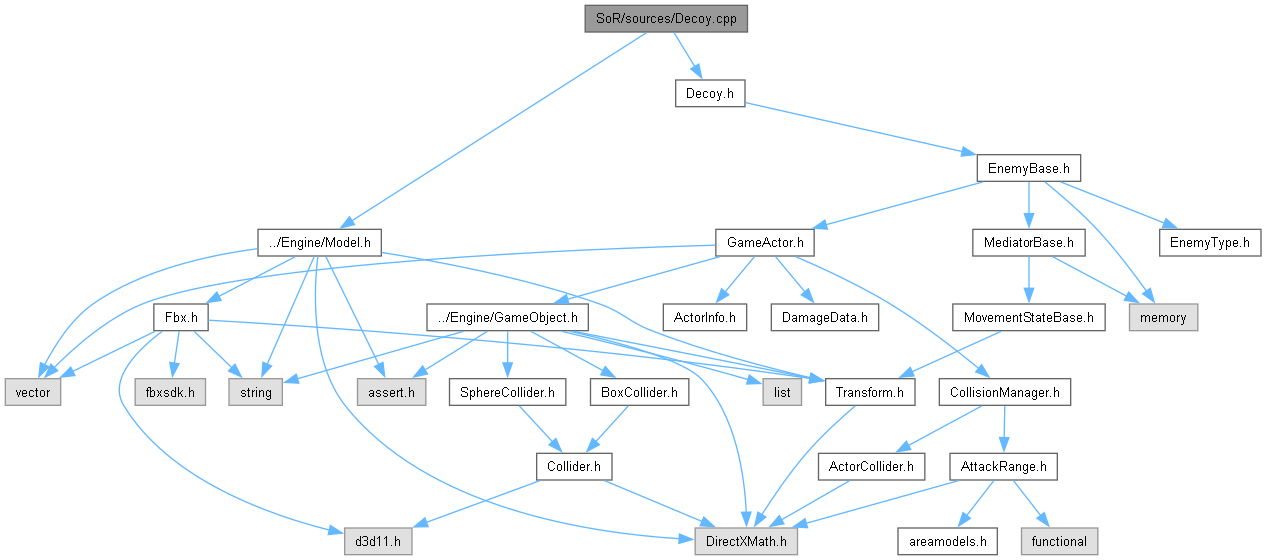 SoR/sources/Decoy.cpp
Decoy.h
EnemyBase.h
../Engine/Model.h
GameActor.h
MediatorBase.h
EnemyType.h
Fbx.h
../Engine/GameObject.h
ActorInfo.h
DamageData.h
MovementStateBase.h
memory
vector
fbxsdk.h
string
assert.h
SphereCollider.h
BoxCollider.h
list
Transform.h
CollisionManager.h
Collider.h
ActorCollider.h
AttackRange.h
d3d11.h
DirectXMath.h
areamodels.h
functional